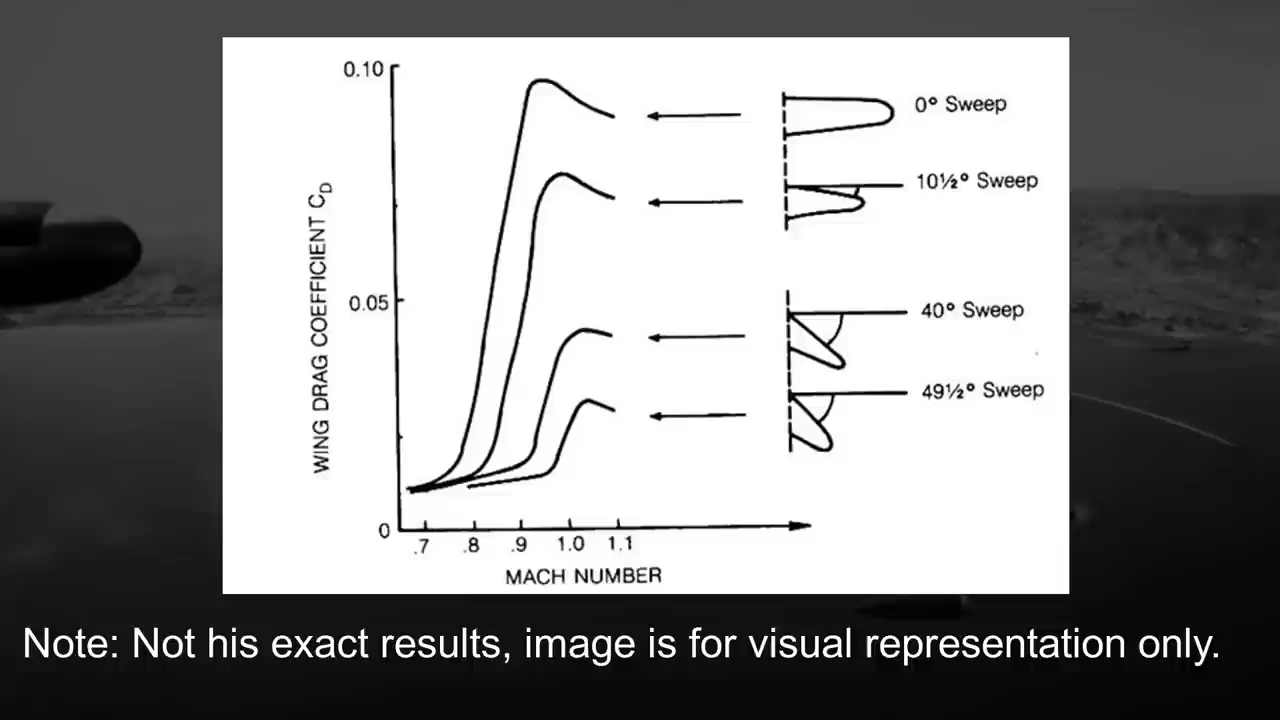 0.10
0° Sweep
10½° Sweep
WING DRAG COEFFICIENT C_D
0.05
40° Sweep
49½° Sweep
0
.7 .8 .9 1.0 1.1
MACH NUMBER
Note: Not his exact results, image is for visual representation only.